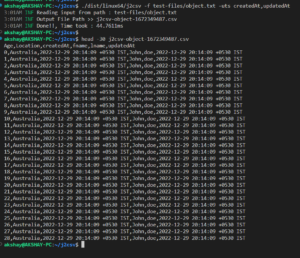 akshay@AKSHAY-PC:~/j2csv$ ./dist/linux64/j2csv -f test-files/object.txt -uts createdAt,updatedAt
INF Reading input from path : test-files/object.txt
INF Output File Path >> j2csv-object-1672349487.csv
INF Done!!, Time took : 44.7611ms
akshay@AKSHAY-PC:~/j2csv$ head -30 j2csv-object-1672349487.csv
Age,Location,createdAt,fname,lname,updatedAt
0,Australia,2022-12-29 20:14:09 +0530 IST,John,doe,2022-12-29 20:14:09 +0530 IST
1,Australia,2022-12-29 20:14:09 +0530 IST,John,doe,2022-12-29 20:14:09 +0530 IST
2,Australia,2022-12-29 20:14:09 +0530 IST,John,doe,2022-12-29 20:14:09 +0530 IST
3,Australia,2022-12-29 20:14:09 +0530 IST,John,doe,2022-12-29 20:14:09 +0530 IST
4,Australia,2022-12-29 20:14:09 +0530 IST,John,doe,2022-12-29 20:14:09 +0530 IST
5,Australia,2022-12-29 20:14:09 +0530 IST,John,doe,2022-12-29 20:14:09 +0530 IST
6,Australia,2022-12-29 20:14:09 +0530 IST,John,doe,2022-12-29 20:14:09 +0530 IST
7,Australia,2022-12-29 20:14:09 +0530 IST,John,doe,2022-12-29 20:14:09 +0530 IST
8,Australia,2022-12-29 20:14:09 +0530 IST,John,doe,2022-12-29 20:14:09 +0530 IST
9,Australia,2022-12-29 20:14:09 +0530 IST,John,doe,2022-12-29 20:14:09 +0530 IST
10,Australia,2022-12-29 20:14:09 +0530 IST,John,doe,2022-12-29 20:14:09 +0530 IST
11,Australia,2022-12-29 20:14:09 +0530 IST,John,doe,2022-12-29 20:14:09 +0530 IST
12,Australia,2022-12-29 20:14:09 +0530 IST,John,doe,2022-12-29 20:14:09 +0530 IST
13,Australia,2022-12-29 20:14:09 +0530 IST,John,doe,2022-12-29 20:14:09 +0530 IST
14,Australia,2022-12-29 20:14:09 +0530 IST,John,doe,2022-12-29 20:14:09 +0530 IST
15,Australia,2022-12-29 20:14:09 +0530 IST,John,doe,2022-12-29 20:14:09 +0530 IST
16,Australia,2022-12-29 20:14:09 +0530 IST,John,doe,2022-12-29 20:14:09 +0530 IST
17,Australia,2022-12-29 20:14:09 +0530 IST,John,doe,2022-12-29 20:14:09 +0530 IST
18,Australia,2022-12-29 20:14:09 +0530 IST,John,doe,2022-12-29 20:14:09 +0530 IST
19,Australia,2022-12-29 20:14:09 +0530 IST,John,doe,2022-12-29 20:14:09 +0530 IST
20,Australia,2022-12-29 20:14:09 +0530 IST,John,doe,2022-12-29 20:14:09 +0530 IST
21,Australia,2022-12-29 20:14:09 +0530 IST,John,doe,2022-12-29 20:14:09 +0530 IST
22,Australia,2022-12-29 20:14:09 +0530 IST,John,doe,2022-12-29 20:14:09 +0530 IST
23,Australia,2022-12-29 20:14:09 +0530 IST,John,doe,2022-12-29 20:14:09 +0530 IST
24,Australia,2022-12-29 20:14:09 +0530 IST,John,doe,2022-12-29 20:14:09 +0530 IST
25,Australia,2022-12-29 20:14:09 +0530 IST,John,doe,2022-12-29 20:14:09 +0530 IST
26,Australia,2022-12-29 20:14:09 +0530 IST,John,doe,2022-12-29 20:14:09 +0530 IST
27,Australia,2022-12-29 20:14:09 +0530 IST,John,doe,2022-12-29 20:14:09 +0530 IST
28,Australia,2022-12-29 20:14:09 +0530 IST,John,doe,2022-12-29 20:14:09 +0530 IST
akshay@AKSHAY-PC:~/j2csv$